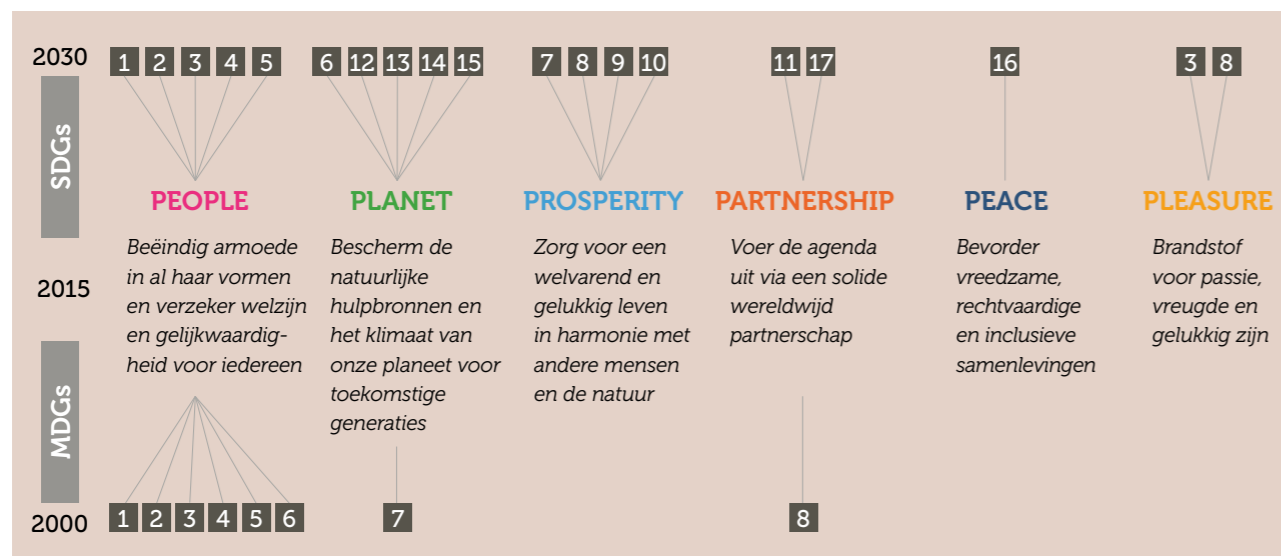 2030
1 2 3 4 5
6 12 13 14 15
7 8 9 10
11 17
16
3 8
SDGs
PEOPLE
Beëindig armoede
in al haar vormen
en verzeker welzijn
en gelijkwaardig-
heid voor iedereen
PLANET
Bescherm de
natuurlijke
hulpbronnen en
het klimaat van
onze planeet voor
toekomstige
generaties
PROSPERITY
Zorg voor een
welvarend en
gelukkig leven
in harmonie met
andere mensen
en de natuur
PARTNERSHIP
Voer de agenda
uit via een solide
wereldwijd
partnerschap
PEACE
Bevorder
vreedzame,
rechtvaardige
en inclusieve
samenlevingen
PLEASURE
Brandstof
voor passie,
vreugde en
gelukkig zijn
2015
MDGs
2000
1 2 3 4 5 6
7
8